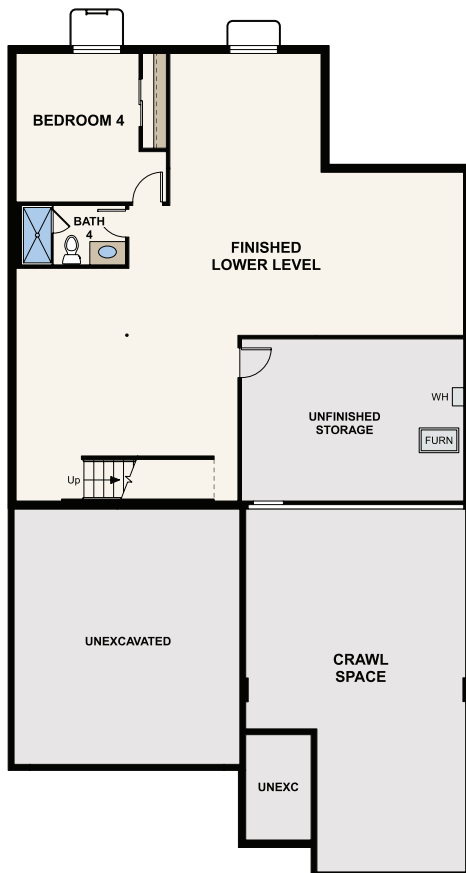 BEDROOM 4
BATH
4
FINISHED
LOWER LEVEL
WH
UNFINISHED
STORAGE
FURN
Up
UNEXCAVATED
CRAWL
SPACE
UNEXC